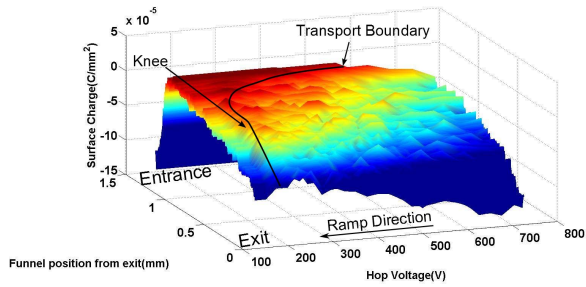 x 10⁻⁵
Transport Boundary
Knee
5
0
-5
-10
-15
Surface Charge(C/mm²)
Entrance
1.5
1
0.5
0
Exit
Ramp Direction
100 200 300 400 500 600 700 800
Funnel position from exit(mm)
Hop Voltage(V)